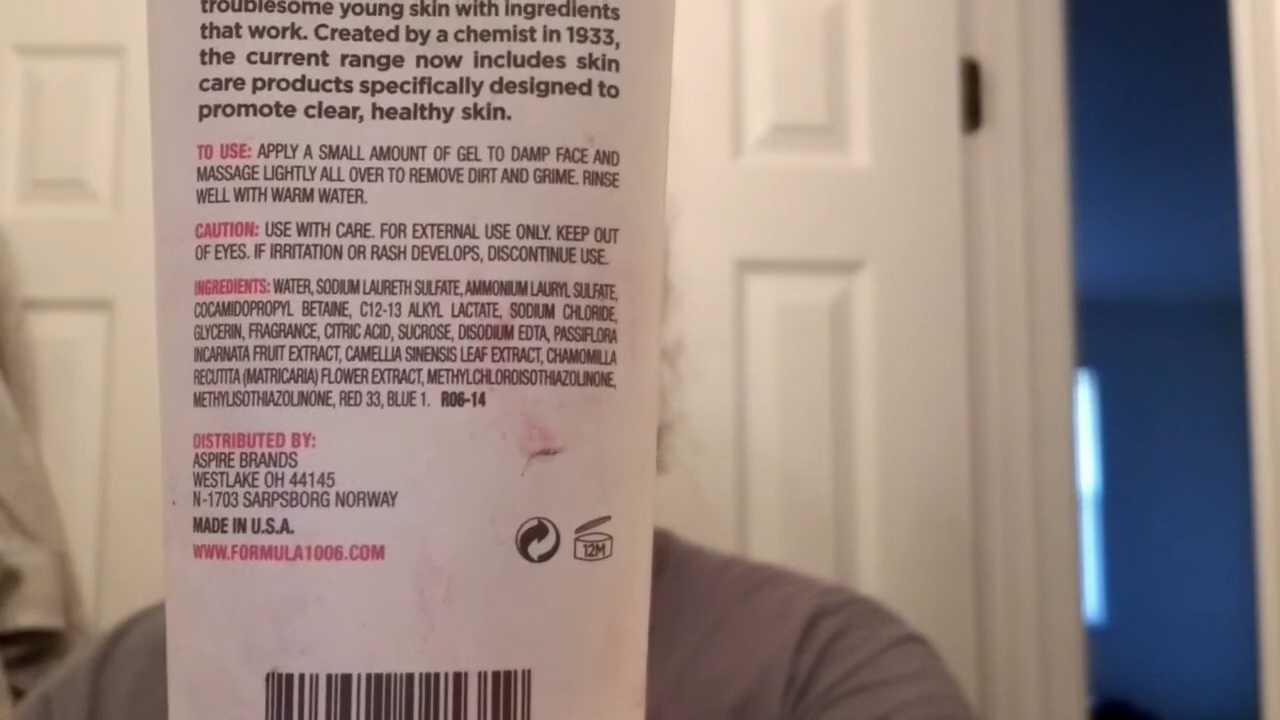 troublesome young skin with ingredients
that work. Created by a chemist in 1933,
the current range now includes skin
care products specifically designed to
promote clear, healthy skin.
TO USE: APPLY A SMALL AMOUNT OF GEL TO DAMP FACE AND
MASSAGE LIGHTLY ALL OVER TO REMOVE DIRT AND GRIME. RINSE
WELL WITH WARM WATER.
CAUTION: USE WITH CARE. FOR EXTERNAL USE ONLY. KEEP OUT
OF EYES. IF IRRITATION OR RASH DEVELOPS, DISCONTINUE USE.
INGREDIENTS: WATER, SODIUM LAURETH SULFATE, AMMONIUM LAURYL SULFATE,
COCAMIDOPROPYL BETAINE, C12-13 ALKYL LACTATE, SODIUM CHLORIDE,
GLYCERIN, FRAGRANCE, CITRIC ACID, SUCROSE, DISODIUM EDTA, PASSIFLORA
INCARNATA FRUIT EXTRACT, CAMELLIA SINENSIS LEAF EXTRACT, CHAMOMILLA
RECUTITA (MATRICARIA) FLOWER EXTRACT, METHYLCHLOROISOTHIAZOLINONE,
METHYLISOTHIAZOLINONE, RED 33, BLUE 1. R06-14
DISTRIBUTED BY:
ASPIRE BRANDS
WESTLAKE OH 44145
N-1703 SARPSBORG NORWAY
MADE IN U.S.A.
WWW.FORMULA1006.COM
12M